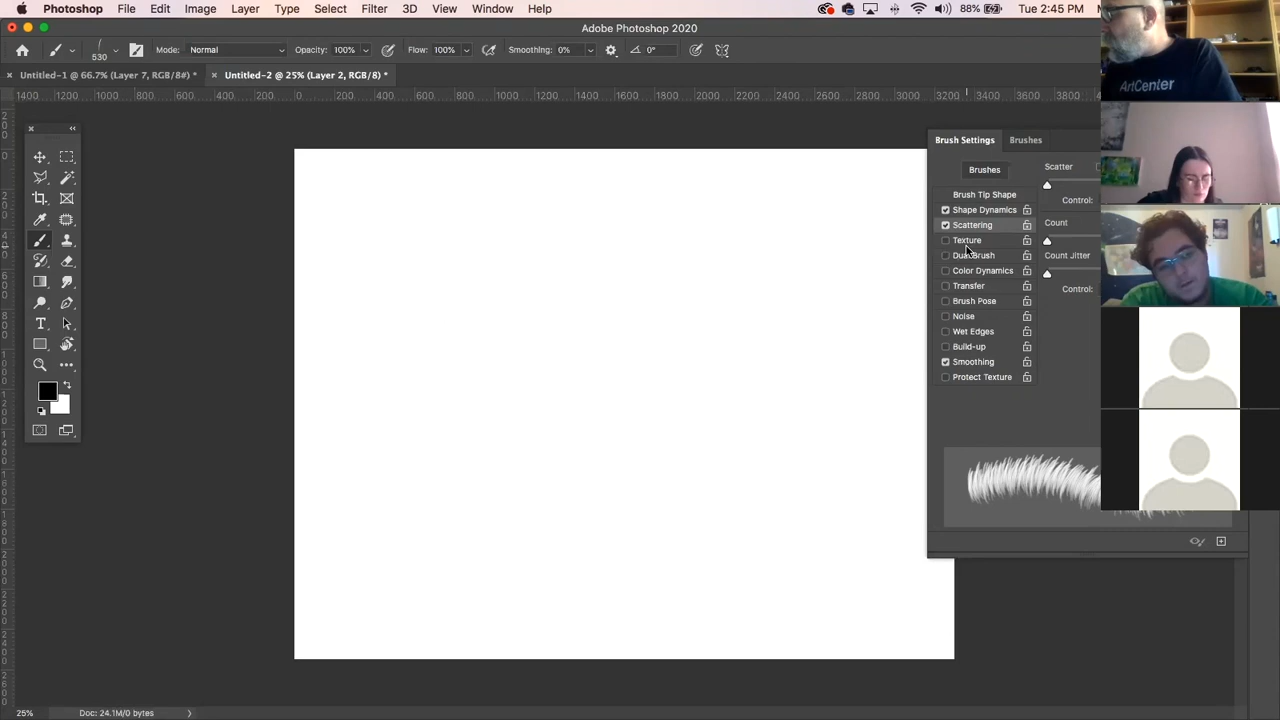 Photoshop File Edit Image Layer Type Select Filter 3D View Window Help 88% Tue 2:45 PM
Adobe Photoshop 2020
530 Mode: Normal Opacity: 100% Flow: 100% Smoothing: 0% 0°
Untitled-1 @ 66.7% (Layer 7, RGB/8#) * Untitled-2 @ 25% (Layer 2, RGB/8) *
1400 1200 1000 800 600 400 200 0 200 400 600 800 1000 1200 1400 1600 1800 2000 2200 2400 2600 2800 3000 3200 3400 3600 3800
ArtCenter
Brush Settings Brushes
Brushes
Scatter
Brush Tip Shape
Control:
Shape Dynamics
Scattering
Count
Texture
Dual Brush
Count Jitter
Color Dynamics
Transfer
Control:
Brush Pose
Noise
Wet Edges
Build-up
Smoothing
Protect Texture
25% Doc: 24.1M/0 bytes